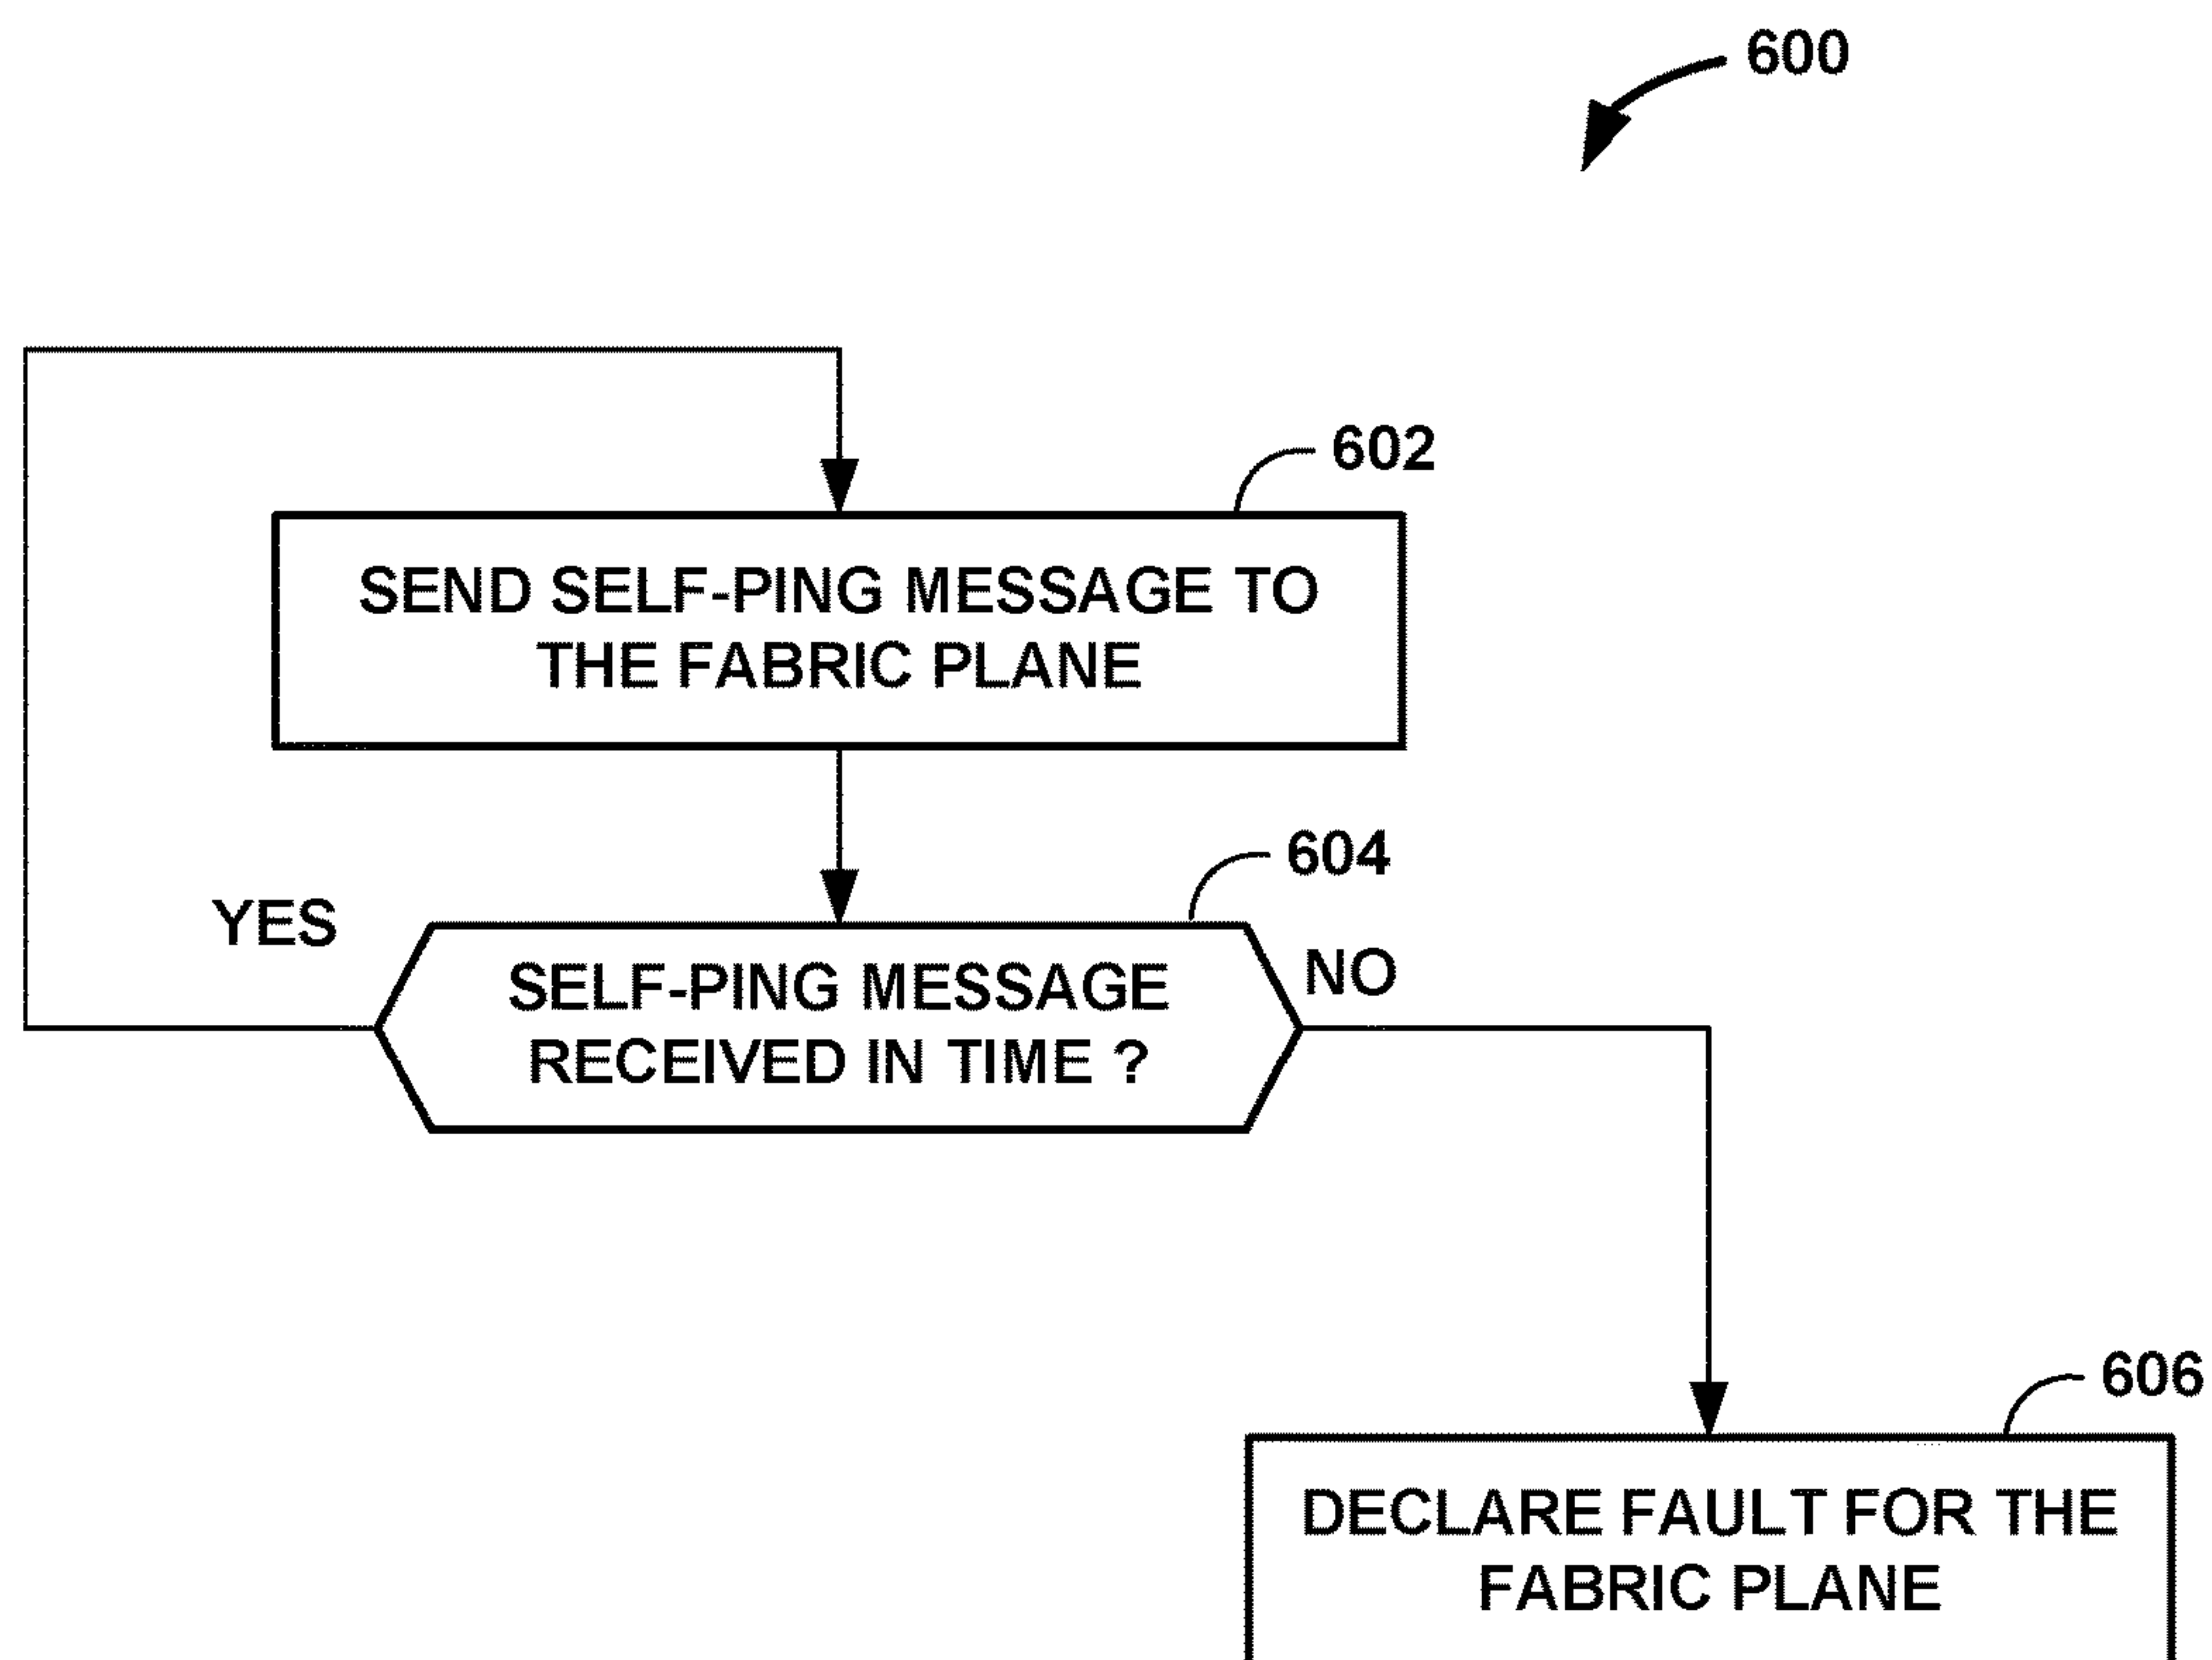 600
602
SEND SELF-PING MESSAGE TO
THE FABRIC PLANE
604
YES
SELF-PING MESSAGE
RECEIVED IN TIME ?
NO
606
DECLARE FAULT FOR THE
FABRIC PLANE